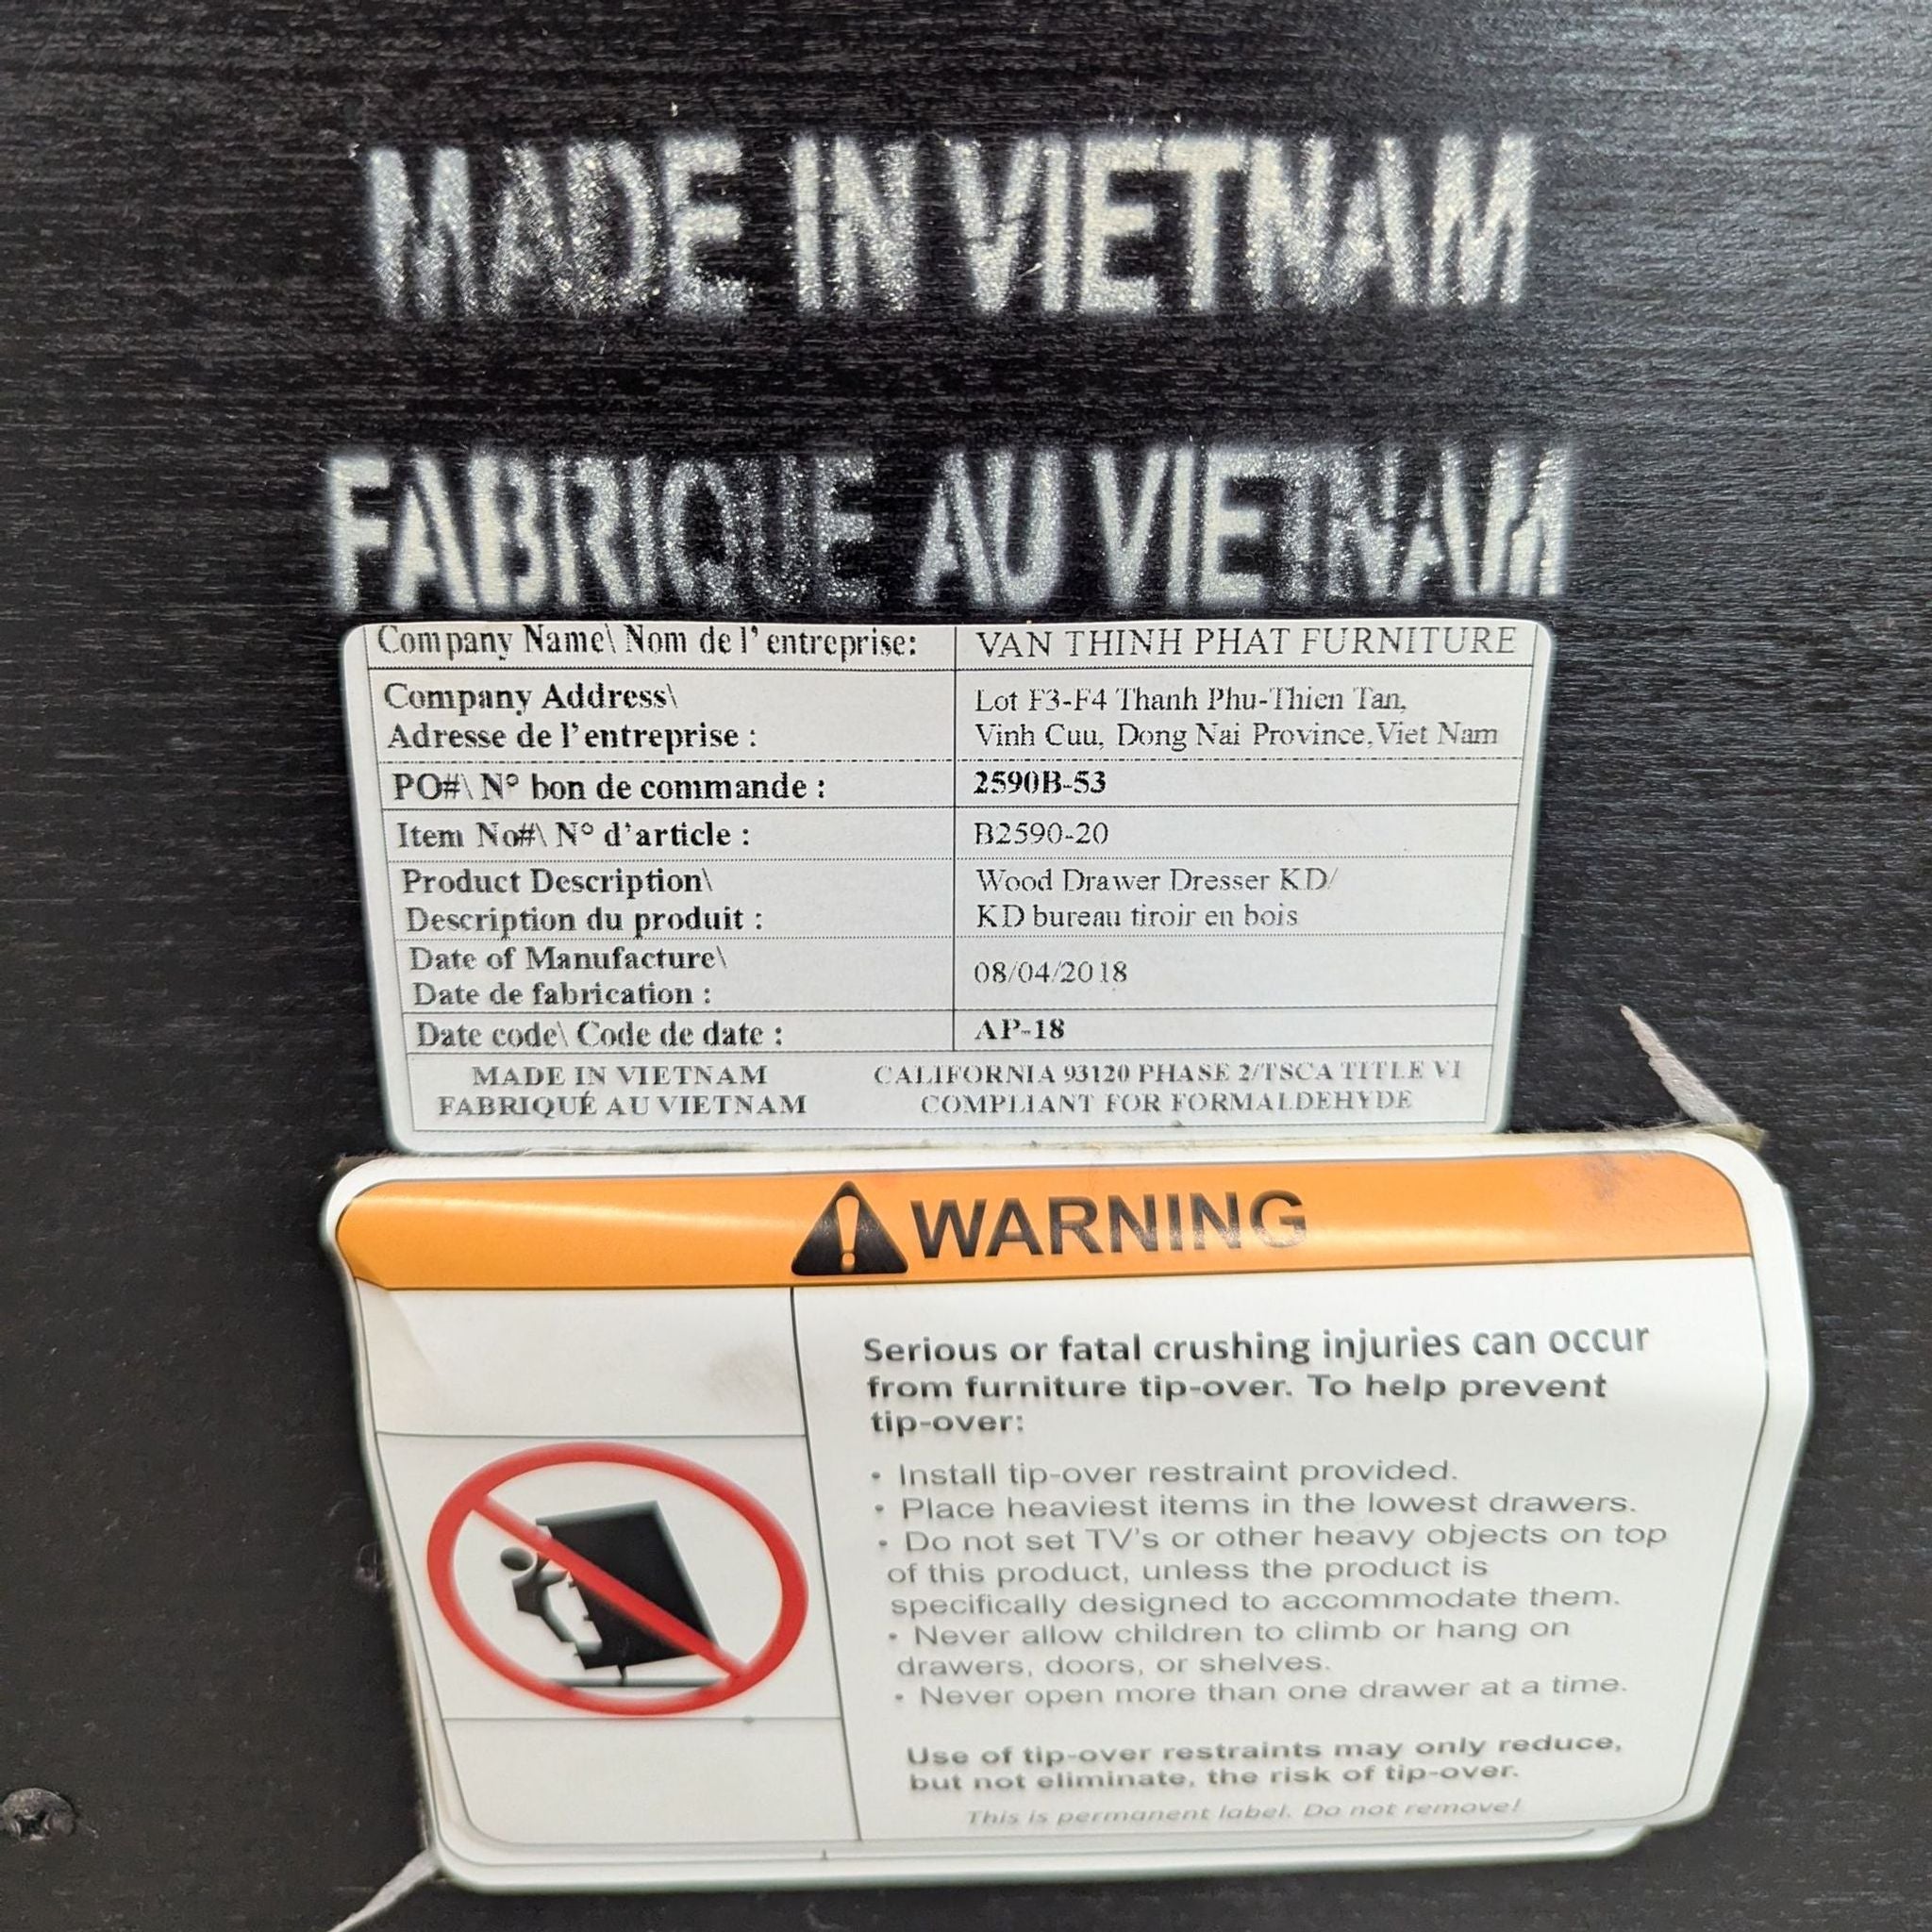 MADE IN VIETNAM
FABRIQUE AU VIETNAM
Company Name\ Nom de l'entreprise: VAN THINH PHAT FURNITURE
Company Address\
Adresse de l'entreprise :
Lot F3-F4 Thanh Phu-Thien Tan,
Vinh Cuu, Dong Nai Province, Viet Nam
PO#\ N° bon de commande : 2590B-53
Item No#\ N° d'article : B2590-20
Product Description\
Description du produit :
Wood Drawer Dresser KD/
KD bureau tiroir en bois
Date of Manufacture\
Date de fabrication :
08/04/2018
Date code\ Code de date : AP-18
MADE IN VIETNAM
FABRIQUÉ AU VIETNAM
CALIFORNIA 93120 PHASE 2/TSCA TITLE VI
COMPLIANT FOR FORMALDEHYDE
WARNING
Serious or fatal crushing injuries can occur
from furniture tip-over. To help prevent
tip-over:
• Install tip-over restraint provided.
• Place heaviest items in the lowest drawers.
• Do not set TV's or other heavy objects on top
of this product, unless the product is
specifically designed to accommodate them.
• Never allow children to climb or hang on
drawers, doors, or shelves.
• Never open more than one drawer at a time.
Use of tip-over restraints may only reduce,
but not eliminate, the risk of tip-over.
This is permanent label. Do not remove!